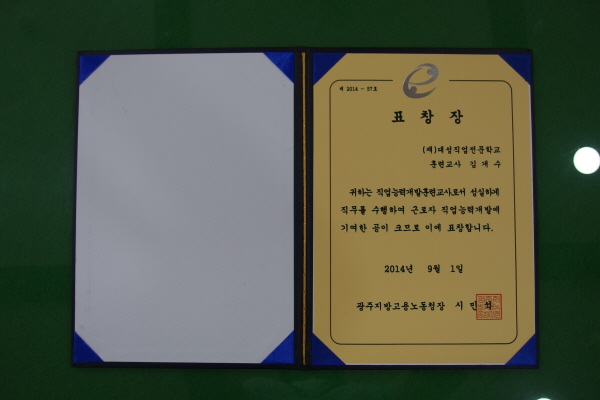 제 2014 - 57호
표 창 장
(재)대성직업전문학교
훈련교사 김 개 수
귀하는 직업능력개발훈련교사로서 성실하게
직무를 수행하여 근로자 직업능력개발에
기여한 공이 크므로 이에 표창합니다.
2014년 9월 1일
광주지방고용노동청장 시 민